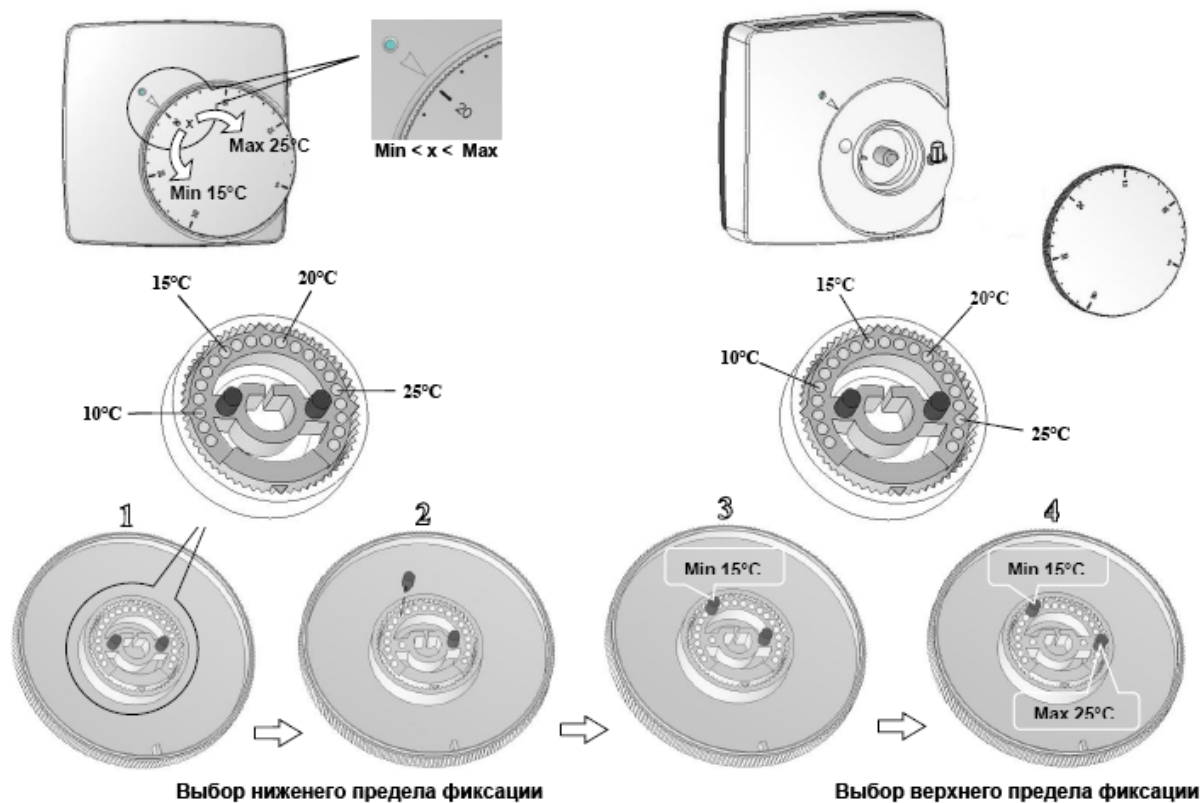 20
Min < x < Max
x
Max 25°C
Min 15°C
15°C
20°C
10°C
25°C
15°C
20°C
10°C
25°C
1
2
3
4
Min 15°C
Min 15°C
Max 25°C
Выбор ниженего предела фиксации
Выбор верхнего предела фиксации